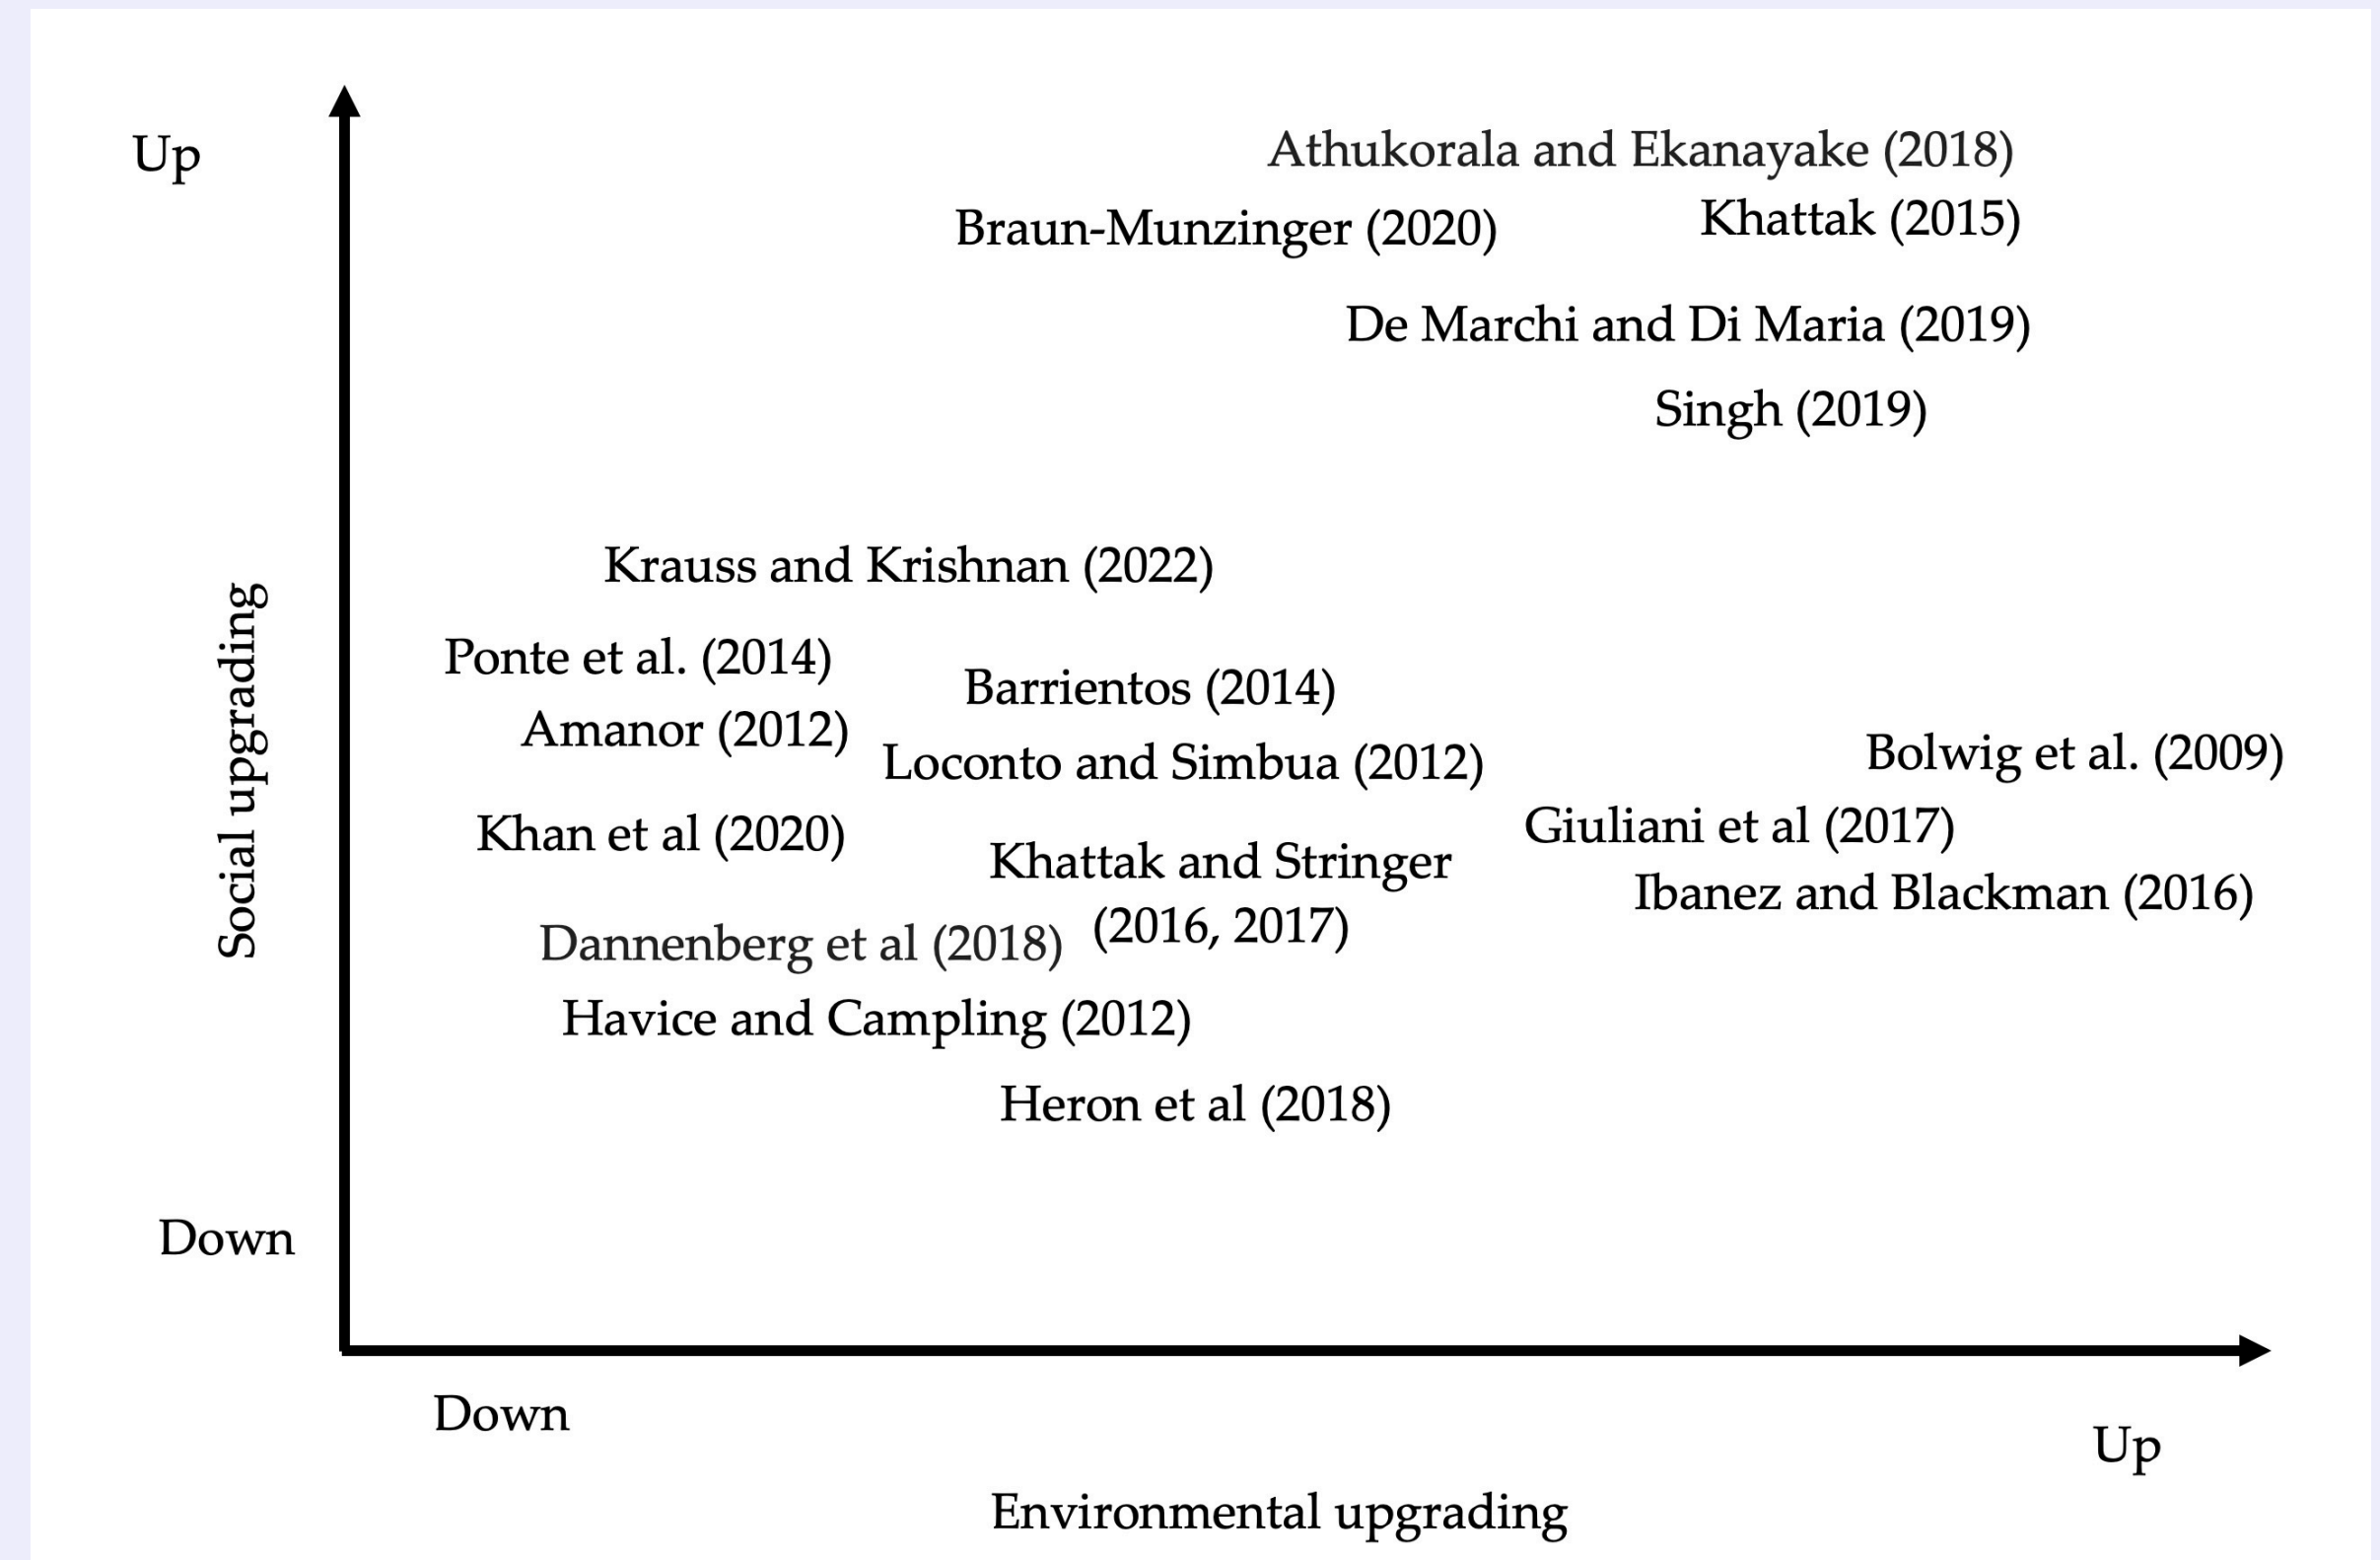 Up
Athukorala and Ekanayake (2018)
Braun-Munzinger (2020)
Khattak (2015)
De Marchi and Di Maria (2019)
Singh (2019)
Krauss and Krishnan (2022)
Ponte et al. (2014)
Barrientos (2014)
Amanor (2012)
Loconto and Simbua (2012)
Bolwig et al. (2009)
Khan et al (2020)
Giuliani et al (2017)
Khattak and Stringer
(2016, 2017)
Ibanez and Blackman (2016)
Dannenberg et al (2018)
Havice and Campling (2012)
Heron et al (2018)
Social upgrading
Down
Down
Up
Environmental upgrading